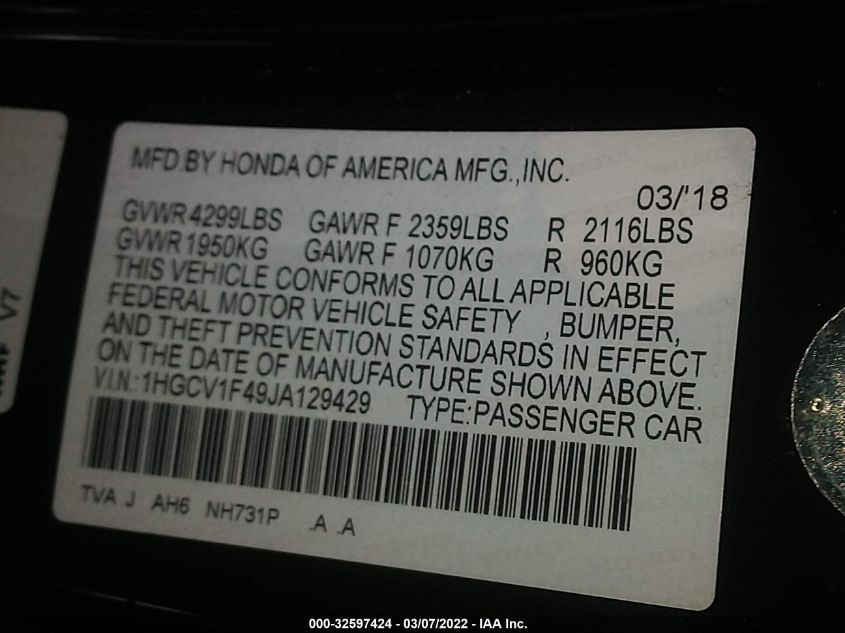 MFD.BY HONDA OF AMERICA MFG.,INC.
03/'18
GVWR 4299LBS GAWR F 2359LBS R 2116LBS
GVWR 1950KG GAWR F 1070KG R 960KG
THIS VEHICLE CONFORMS TO ALL APPLICABLE
FEDERAL MOTOR VEHICLE SAFETY , BUMPER,
AND THEFT PREVENTION STANDARDS IN EFFECT
ON THE DATE OF MANUFACTURE SHOWN ABOVE.
V.I.N.:1HGCV1F49JA129429 TYPE:PASSENGER CAR
TVA J AH6 NH731P .A .A
V7
000-32597424 - 03/07/2022 - IAA Inc.